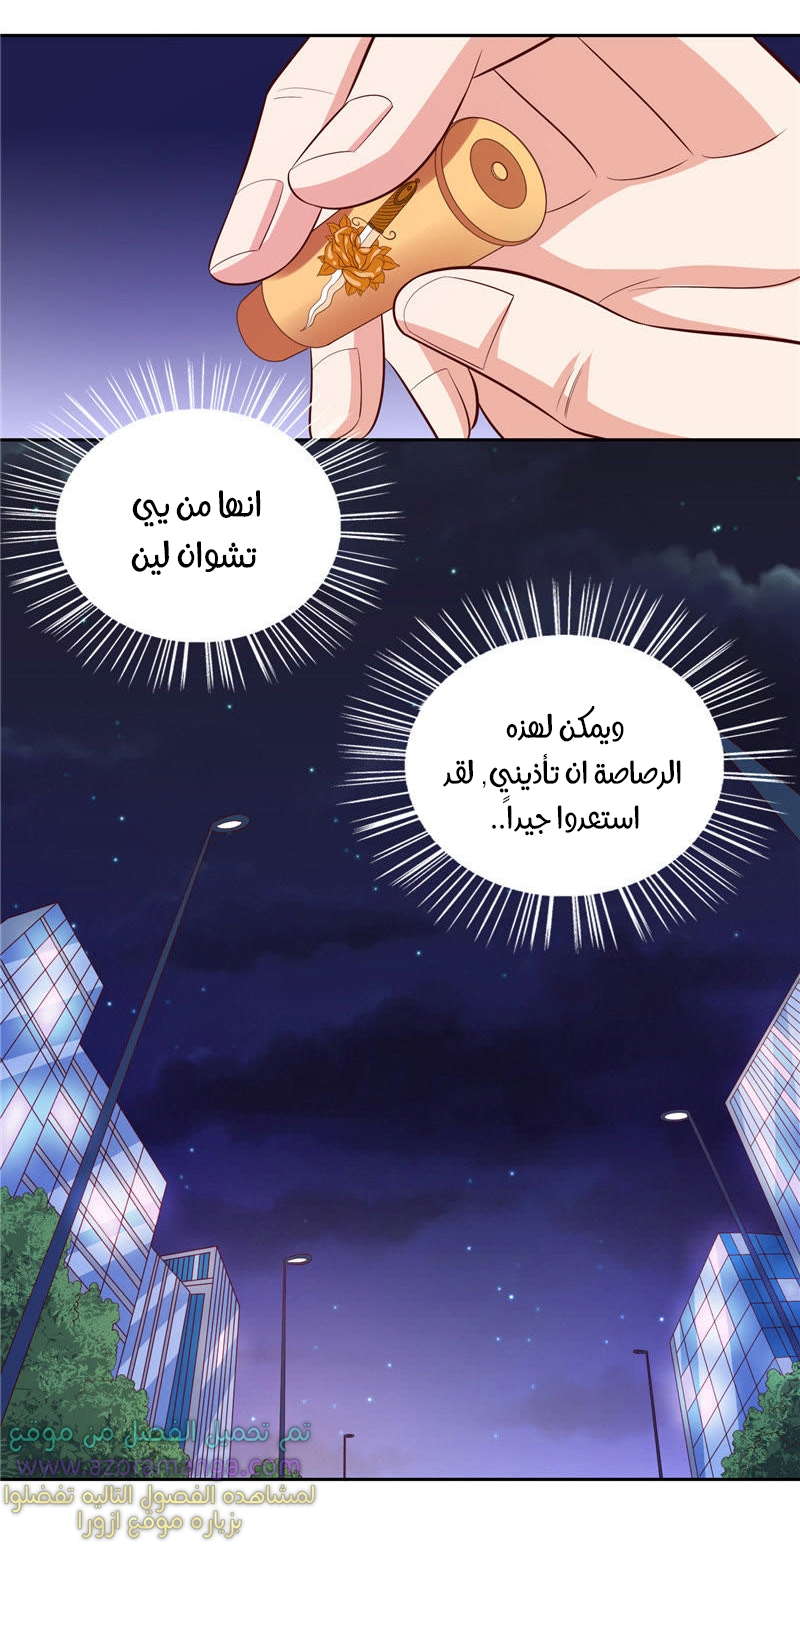 انها من يي
تشوان لين
ويمكن لهذه
الرصاصة ان تأذيني, لقد
استعدوا جيداً..
تم تحميل الفصل من موقع
www.azoramanga.com
لمشاهده الفصول التاليه تفضلوا
بزياره موقع ازورا